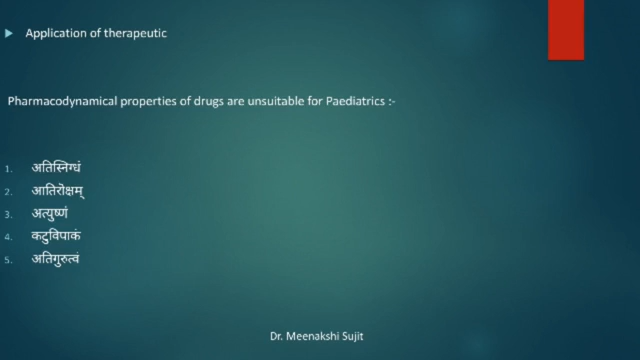 Application of therapeutic
Pharmacodynamical properties of drugs are unsuitable for Paediatrics :-
1. अतिस्निग्धं
2. आतिरोक्षम्
3. अत्युष्णं
4. कटुविपाकं
5. अतिगुरुत्वं
Dr. Meenakshi Sujit